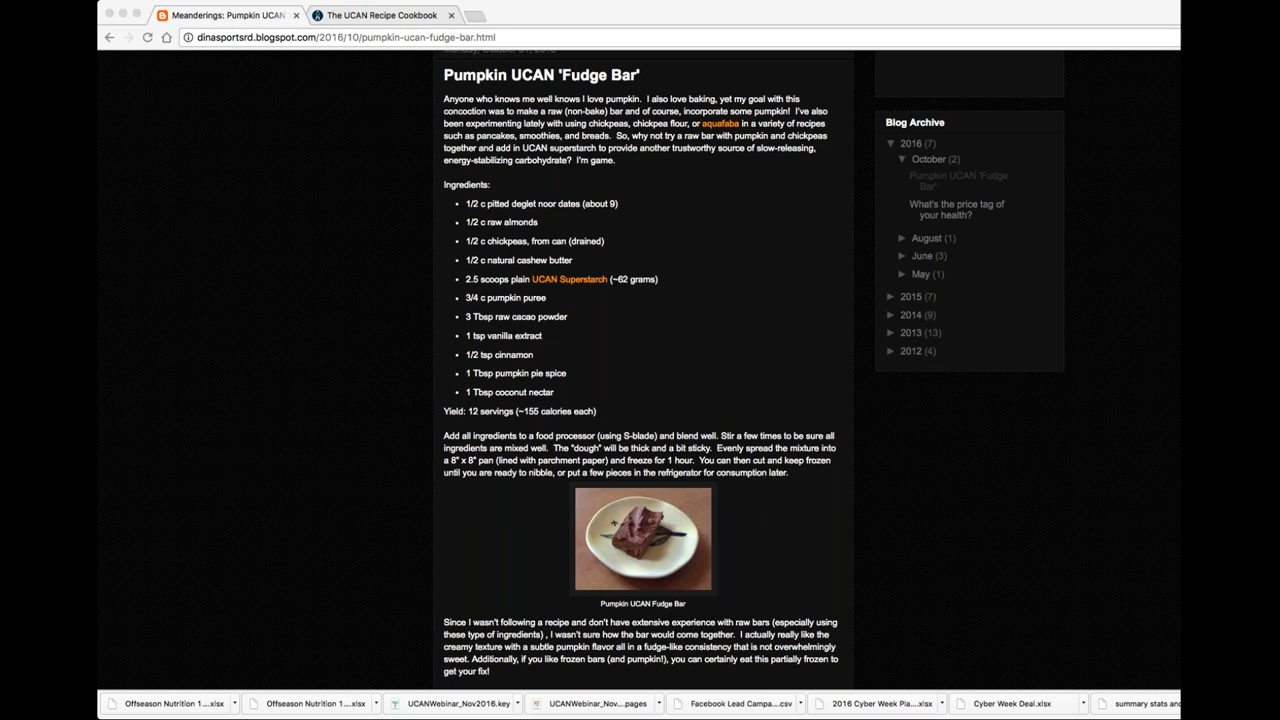 Meanderings: Pumpkin UCAN
The UCAN Recipe Cookbook
dinasportsrd.blogspot.com/2016/10/pumpkin-ucan-fudge-bar.html
Pumpkin UCAN 'Fudge Bar'
Anyone who knows me well knows I love pumpkin. I also love baking, yet my goal with this
concoction was to make a raw (non-bake) bar and of course, incorporate some pumpkin! I've also
been experimenting lately with using chickpeas, chickpea flour, or aquafaba in a variety of recipes
such as pancakes, smoothies, and breads. So, why not try a raw bar with pumpkin and chickpeas
together and add in UCAN superstarch to provide another trustworthy source of slow-releasing,
energy-stabilizing carbohydrate? I'm game.
Ingredients:
• 1/2 c pitted deglet noor dates (about 9)
• 1/2 c raw almonds
• 1/2 c chickpeas, from can (drained)
• 1/2 c natural cashew butter
• 2.5 scoops plain UCAN Superstarch (~62 grams)
• 3/4 c pumpkin puree
• 3 Tbsp raw cacao powder
• 1 tsp vanilla extract
• 1/2 tsp cinnamon
• 1 Tbsp pumpkin pie spice
• 1 Tbsp coconut nectar
Yield: 12 servings (~155 calories each)
Add all ingredients to a food processor (using S-blade) and blend well. Stir a few times to be sure all
ingredients are mixed well. The "dough" will be thick and a bit sticky. Evenly spread the mixture into
a 8" x 8" pan (lined with parchment paper) and freeze for 1 hour. You can then cut and keep frozen
until you are ready to nibble, or put a few pieces in the refrigerator for consumption later.
Pumpkin UCAN Fudge Bar
Since I wasn't following a recipe and don't have extensive experience with raw bars (especially using
these type of ingredients) , I wasn't sure how the bar would come together. I actually really like the
creamy texture with a subtle pumpkin flavor all in a fudge-like consistency that is not overwhelmingly
sweet. Additionally, if you like frozen bars (and pumpkin!), you can certainly eat this partially frozen to
get your fix!
Blog Archive
▼ 2016 (7)
▼ October (2)
Pumpkin UCAN 'Fudge
Bar'
What's the price tag of
your health?
► August (1)
► June (3)
► May (1)
► 2015 (7)
► 2014 (9)
► 2013 (13)
► 2012 (4)
Offseason Nutrition 1....xlsx
Offseason Nutrition 1....xlsx
UCANWebinar_Nov2016.key
UCANWebinar_Nov....pages
Facebook Lead Campa....csv
2016 Cyber Week Pla....xlsx
Cyber Week Deal.xlsx
summary stats and